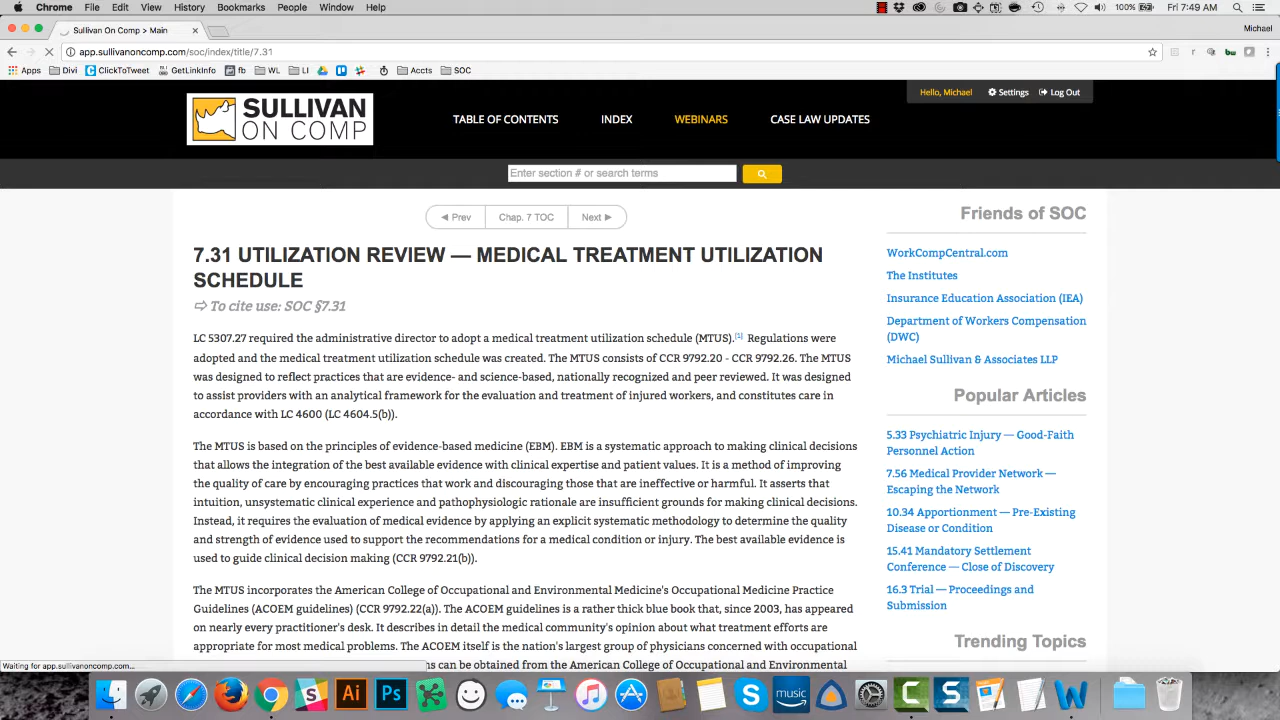 Chrome File Edit View History Bookmarks People Window Help 100% Fri 7:49 AM
Sullivan On Comp > Main Michael
app.sullivanoncomp.com/soc/index/title/7.31
Apps Divi ClickToTweet GetLinkInfo fb WL LI Accts SOC
Hello, Michael Settings Log Out
SULLIVAN
ON COMP
TABLE OF CONTENTS INDEX WEBINARS CASE LAW UPDATES
Enter section # or search terms
◄ Prev Chap. 7 TOC Next ►
7.31 UTILIZATION REVIEW — MEDICAL TREATMENT UTILIZATION
SCHEDULE
⇨ To cite use: SOC §7.31
LC 5307.27 required the administrative director to adopt a medical treatment utilization schedule (MTUS).[1] Regulations were
adopted and the medical treatment utilization schedule was created. The MTUS consists of CCR 9792.20 - CCR 9792.26. The MTUS
was designed to reflect practices that are evidence- and science-based, nationally recognized and peer reviewed. It was designed
to assist providers with an analytical framework for the evaluation and treatment of injured workers, and constitutes care in
accordance with LC 4600 (LC 4604.5(b)).
The MTUS is based on the principles of evidence-based medicine (EBM). EBM is a systematic approach to making clinical decisions
that allows the integration of the best available evidence with clinical expertise and patient values. It is a method of improving
the quality of care by encouraging practices that work and discouraging those that are ineffective or harmful. It asserts that
intuition, unsystematic clinical experience and pathophysiologic rationale are insufficient grounds for making clinical decisions.
Instead, it requires the evaluation of medical evidence by applying an explicit systematic methodology to determine the quality
and strength of evidence used to support the recommendations for a medical condition or injury. The best available evidence is
used to guide clinical decision making (CCR 9792.21(b)).
The MTUS incorporates the American College of Occupational and Environmental Medicine's Occupational Medicine Practice
Guidelines (ACOEM guidelines) (CCR 9792.22(a)). The ACOEM guidelines is a rather thick blue book that, since 2003, has appeared
on nearly every practitioner's desk. It describes in detail the medical community's opinion about what treatment efforts are
appropriate for most medical problems. The ACOEM itself is the nation's largest group of physicians concerned with occupational
ns can be obtained from the American College of Occupational and Environmental
Friends of SOC
WorkCompCentral.com
The Institutes
Insurance Education Association (IEA)
Department of Workers Compensation
(DWC)
Michael Sullivan & Associates LLP
Popular Articles
5.33 Psychiatric Injury — Good-Faith
Personnel Action
7.56 Medical Provider Network —
Escaping the Network
10.34 Apportionment — Pre-Existing
Disease or Condition
15.41 Mandatory Settlement
Conference — Close of Discovery
16.3 Trial — Proceedings and
Submission
Trending Topics
Waiting for app.sullivanoncomp.com...
Ai Ps music